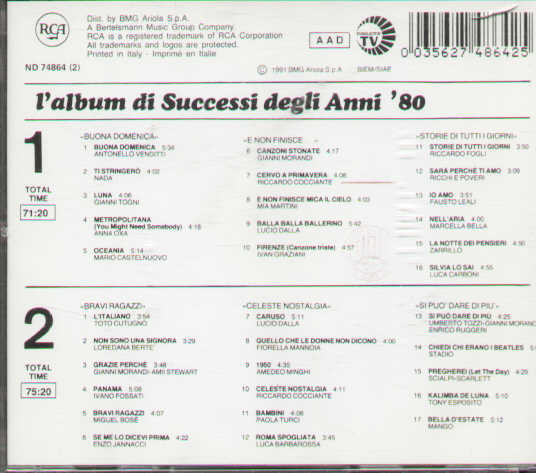 RCA
Dist. by BMG Ariola S.p.A.
A Bertelsmann Music Group Company.
RCA is a registered trademark of RCA Corporation
All trademarks and logos are protected.
Printed in Italy - Imprimé en Italie
AAD
TV
0 035627 486425
ND 74864 (2)
© 1991 BMG Ariola S.p.A.
BIEM/SIAE
l'album di Successi degli Anni '80
1
TOTAL
TIME
71:20
«BUONA DOMENICA»
1 BUONA DOMENICA 5:34
ANTONELLO VENDITTI
2 TI STRINGERO 4:02
NADA
3 LUNA 4:06
GIANNI TOGNI
4 METROPOLITANA
(You Might Need Somebody) 4:18
ANNA OXA
5 OCEANIA 5:14
MARIO CASTELNUOVO
«E NON FINISCE»
6 CANZONI STONATE 4:17
GIANNI MORANDI
7 CERVO A PRIMAVERA 4:06
RICCARDO COCCIANTE
8 E NON FINISCE MICA IL CIELO 4:03
MIA MARTINI
9 BALLA BALLA BALLERINO 5:42
LUCIO DALLA
10 FIRENZE (Canzone triste) 4:57
IVAN GRAZIANI
«STORIE DI TUTTI I GIORNI»
11 STORIE DI TUTTI I GIORNI 3:50
RICCARDO FOGLI
12 SARÀ PERCHÉ TI AMO 3:09
RICCHI E POVERI
13 IO AMO 3:51
FAUSTO LEALI
14 NELL'ARIA 4:00
MARCELLA BELLA
15 LA NOTTE DEI PENSIERI 4:50
ZARRILLO
16 SILVIA LO SAI 4:55
LUCA CARBONI
2
TOTAL
TIME
75:20
«BRAVI RAGAZZI»
1 L'ITALIANO 3:54
TOTO CUTUGNO
2 NON SONO UNA SIGNORA 3:29
LOREDANA BERTE'
3 GRAZIE PERCHÉ 3:48
GIANNI MORANDI-AMII STEWART
4 PANAMA 5:08
IVANO FOSSATI
5 BRAVI RAGAZZI 4:07
MIGUEL BOSÉ
6 SE ME LO DICEVI PRIMA 4:22
ENZO JANNACCI
«CELESTE NOSTALGIA»
7 CARUSO 5:11
LUCIO DALLA
8 QUELLO CHE LE DONNE NON DICONO 4:00
FIORELLA MANNOIA
9 1950 4:35
AMEDEO MINGHI
10 CELESTE NOSTALGIA 4:11
RICCARDO COCCIANTE
11 BAMBINI 4:08
PAOLA TURCI
12 ROMA SPOGLIATA 3:45
LUCA BARBAROSSA
«SI PUO' DARE DI PIU'»
13 SI PUÒ DARE DI PIÙ 4:25
UMBERTO TOZZI-GIANNI MORAND
ENRICO RUGGERI
14 CHIEDI CHI ERANO I BEATLES 5:
STADIO
15 PREGHEREI (Let The Day) 4:29
SCIALPI-SCARLETT
16 KALIMBA DE LUNA 5:10
TONY ESPOSITO
17 BELLA D'ESTATE 5:12
MANGO